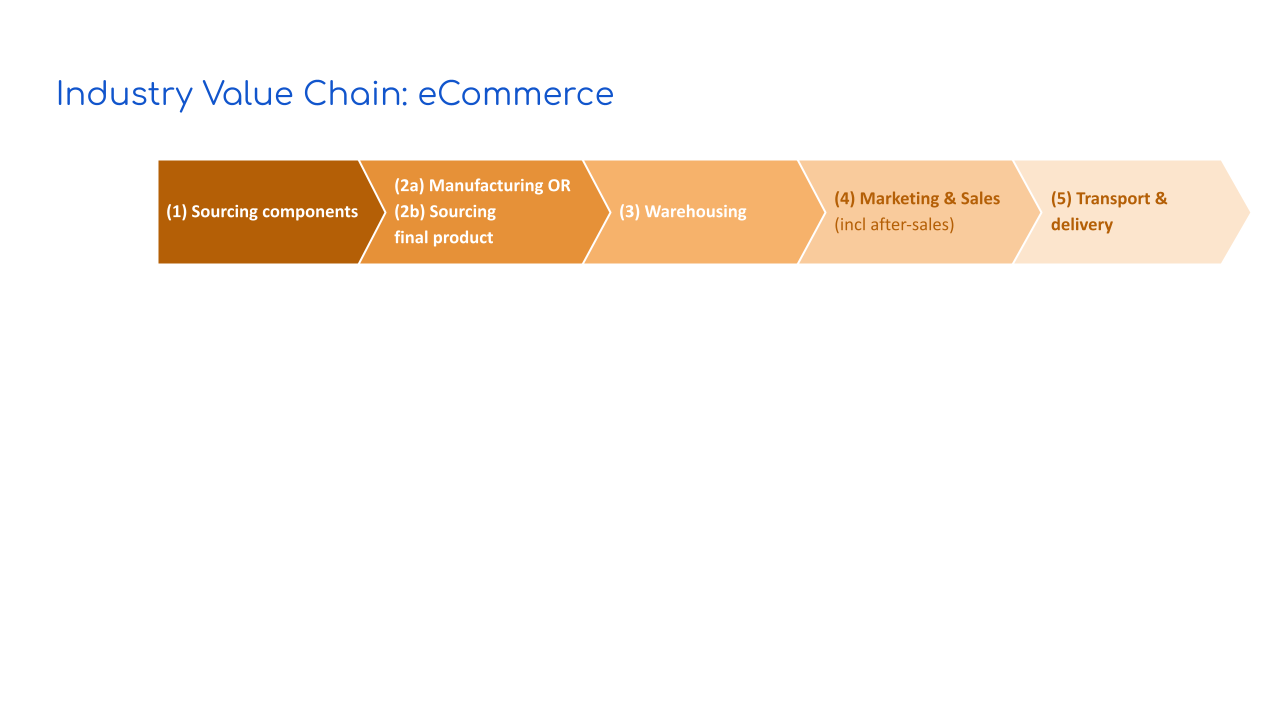 Industry Value Chain: eCommerce
(1) Sourcing components
(2a) Manufacturing OR
(2b) Sourcing
final product
(3) Warehousing
(4) Marketing & Sales
(incl after-sales)
(5) Transport &
delivery